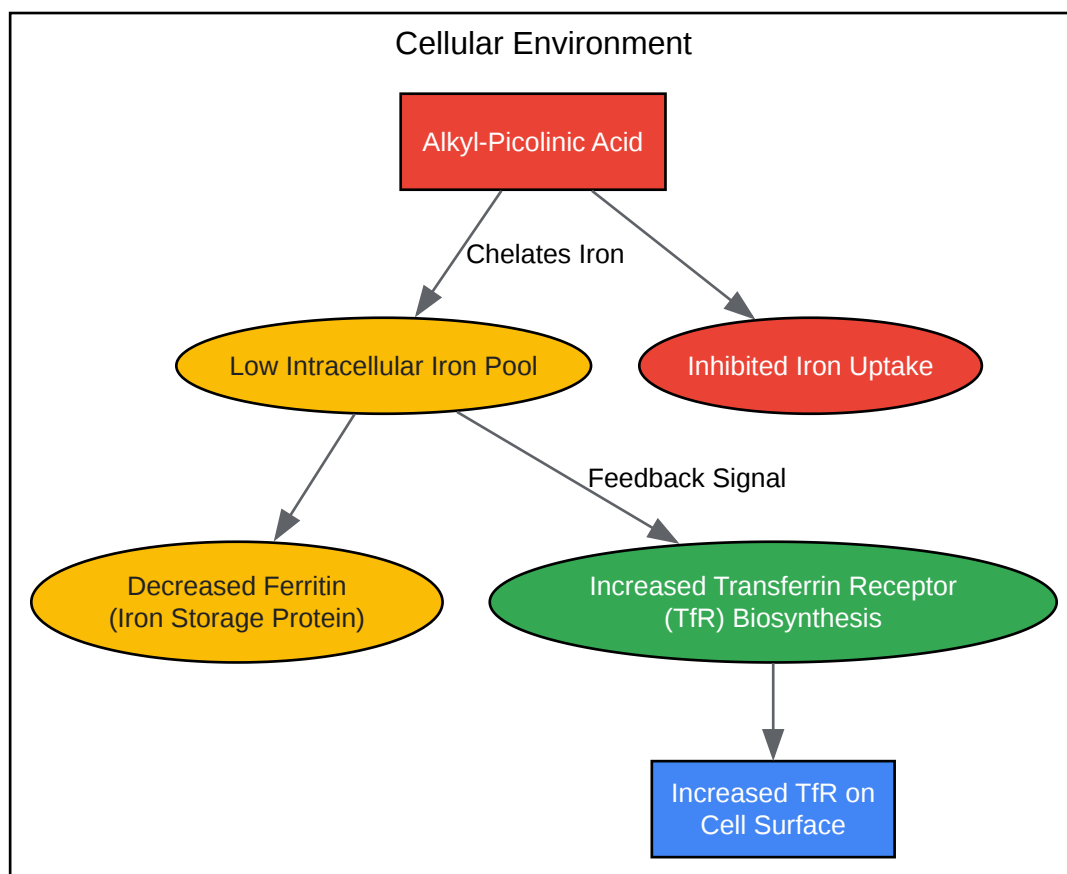 Cellular Environment
Alkyl-Picolinic Acid
Chelates Iron
Low Intracellular Iron Pool
Inhibited Iron Uptake
Feedback Signal
Decreased Ferritin
(Iron Storage Protein)
Increased Transferrin Receptor
(TfR) Biosynthesis
Increased TfR on
Cell Surface